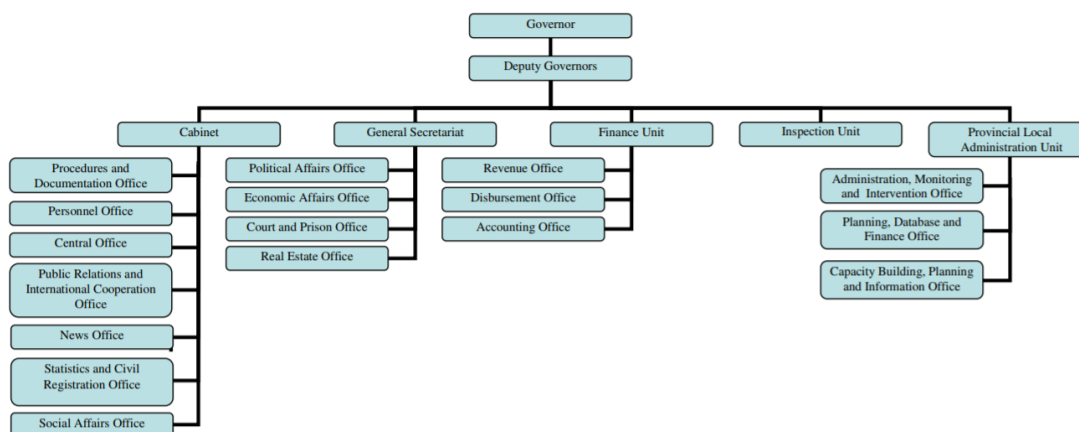 Governor
Deputy Governors
Cabinet
General Secretariat
Finance Unit
Inspection Unit
Provincial Local
Administration Unit
Procedures and
Documentation Office
Personnel Office
Central Office
Public Relations and
International Cooperation
Office
News Office
Statistics and Civil
Registration Office
Social Affairs Office
Political Affairs Office
Economic Affairs Office
Court and Prison Office
Real Estate Office
Revenue Office
Disbursement Office
Accounting Office
Administration, Monitoring
and Intervention Office
Planning, Database and
Finance Office
Capacity Building, Planning
and Information Office